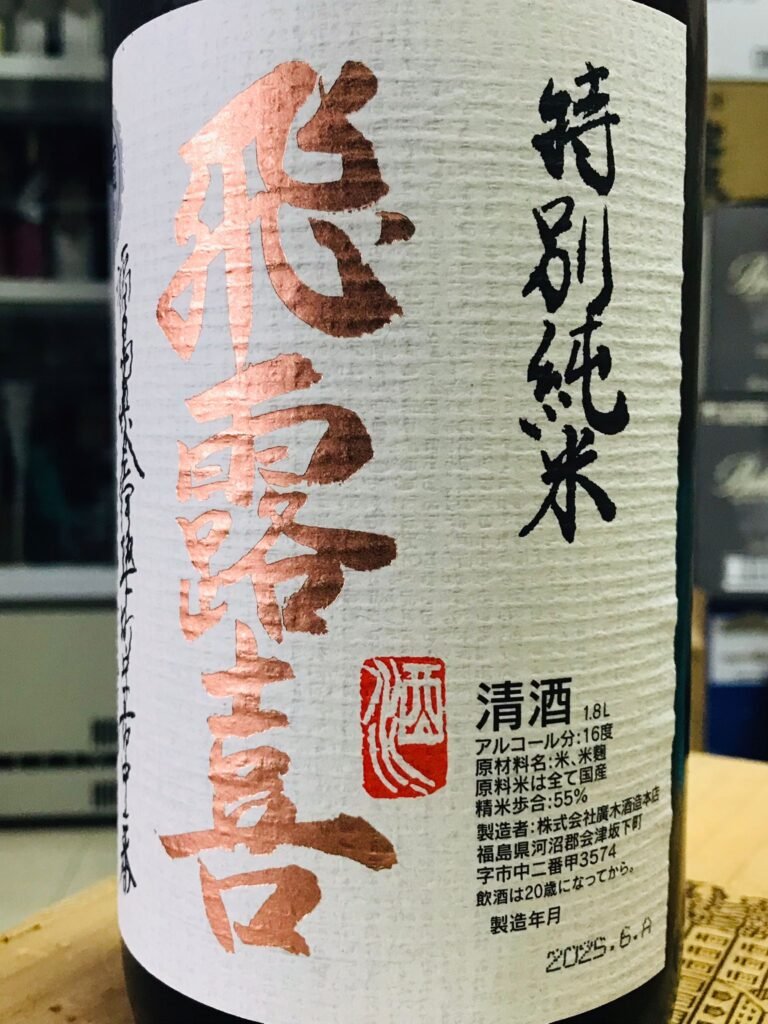 特別純米
飛露喜
酒
清酒 1.8L
アルコール分:16度
原材料名:米、米麹
原料米は全て国産
精米歩合:55%
製造者:株式会社廣木酒造本店
福島県河沼郡会津坂下町
字市中二番甲3574
飲酒は20歳になってから。
製造年月
2025.6.A